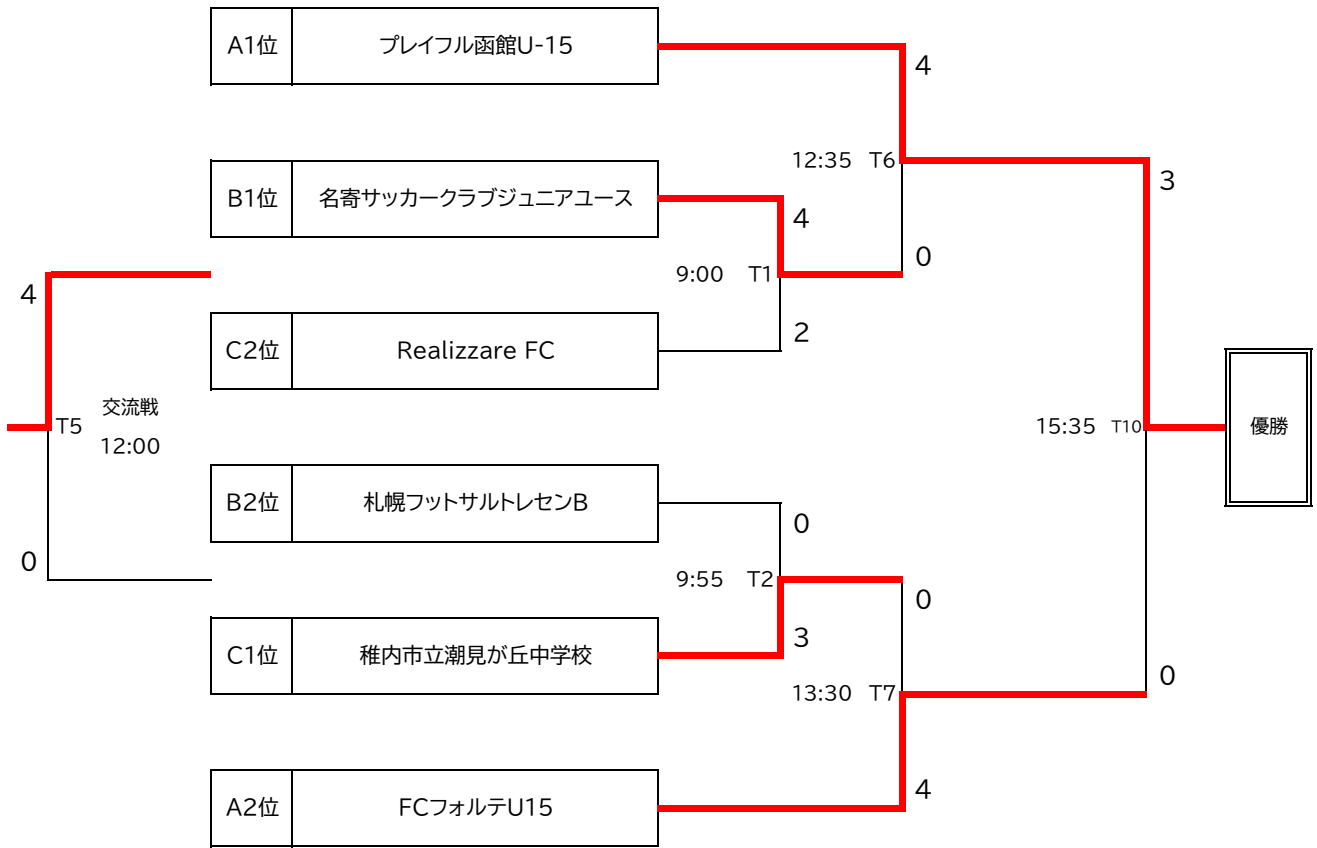 A1位 プレイフル函館U-15
4
12:35 T6
3
B1位 名寄サッカークラブジュニアユース
4
0
9:00 T1
4
2
C2位 Realizzare FC
交流戦
T5
12:00
15:35 T10
優勝
B2位 札幌フットサルトレセンB
0
0
9:55 T2
0
3
C1位 稚内市立潮見が丘中学校
0
13:30 T7
4
A2位 FCフォルテU15